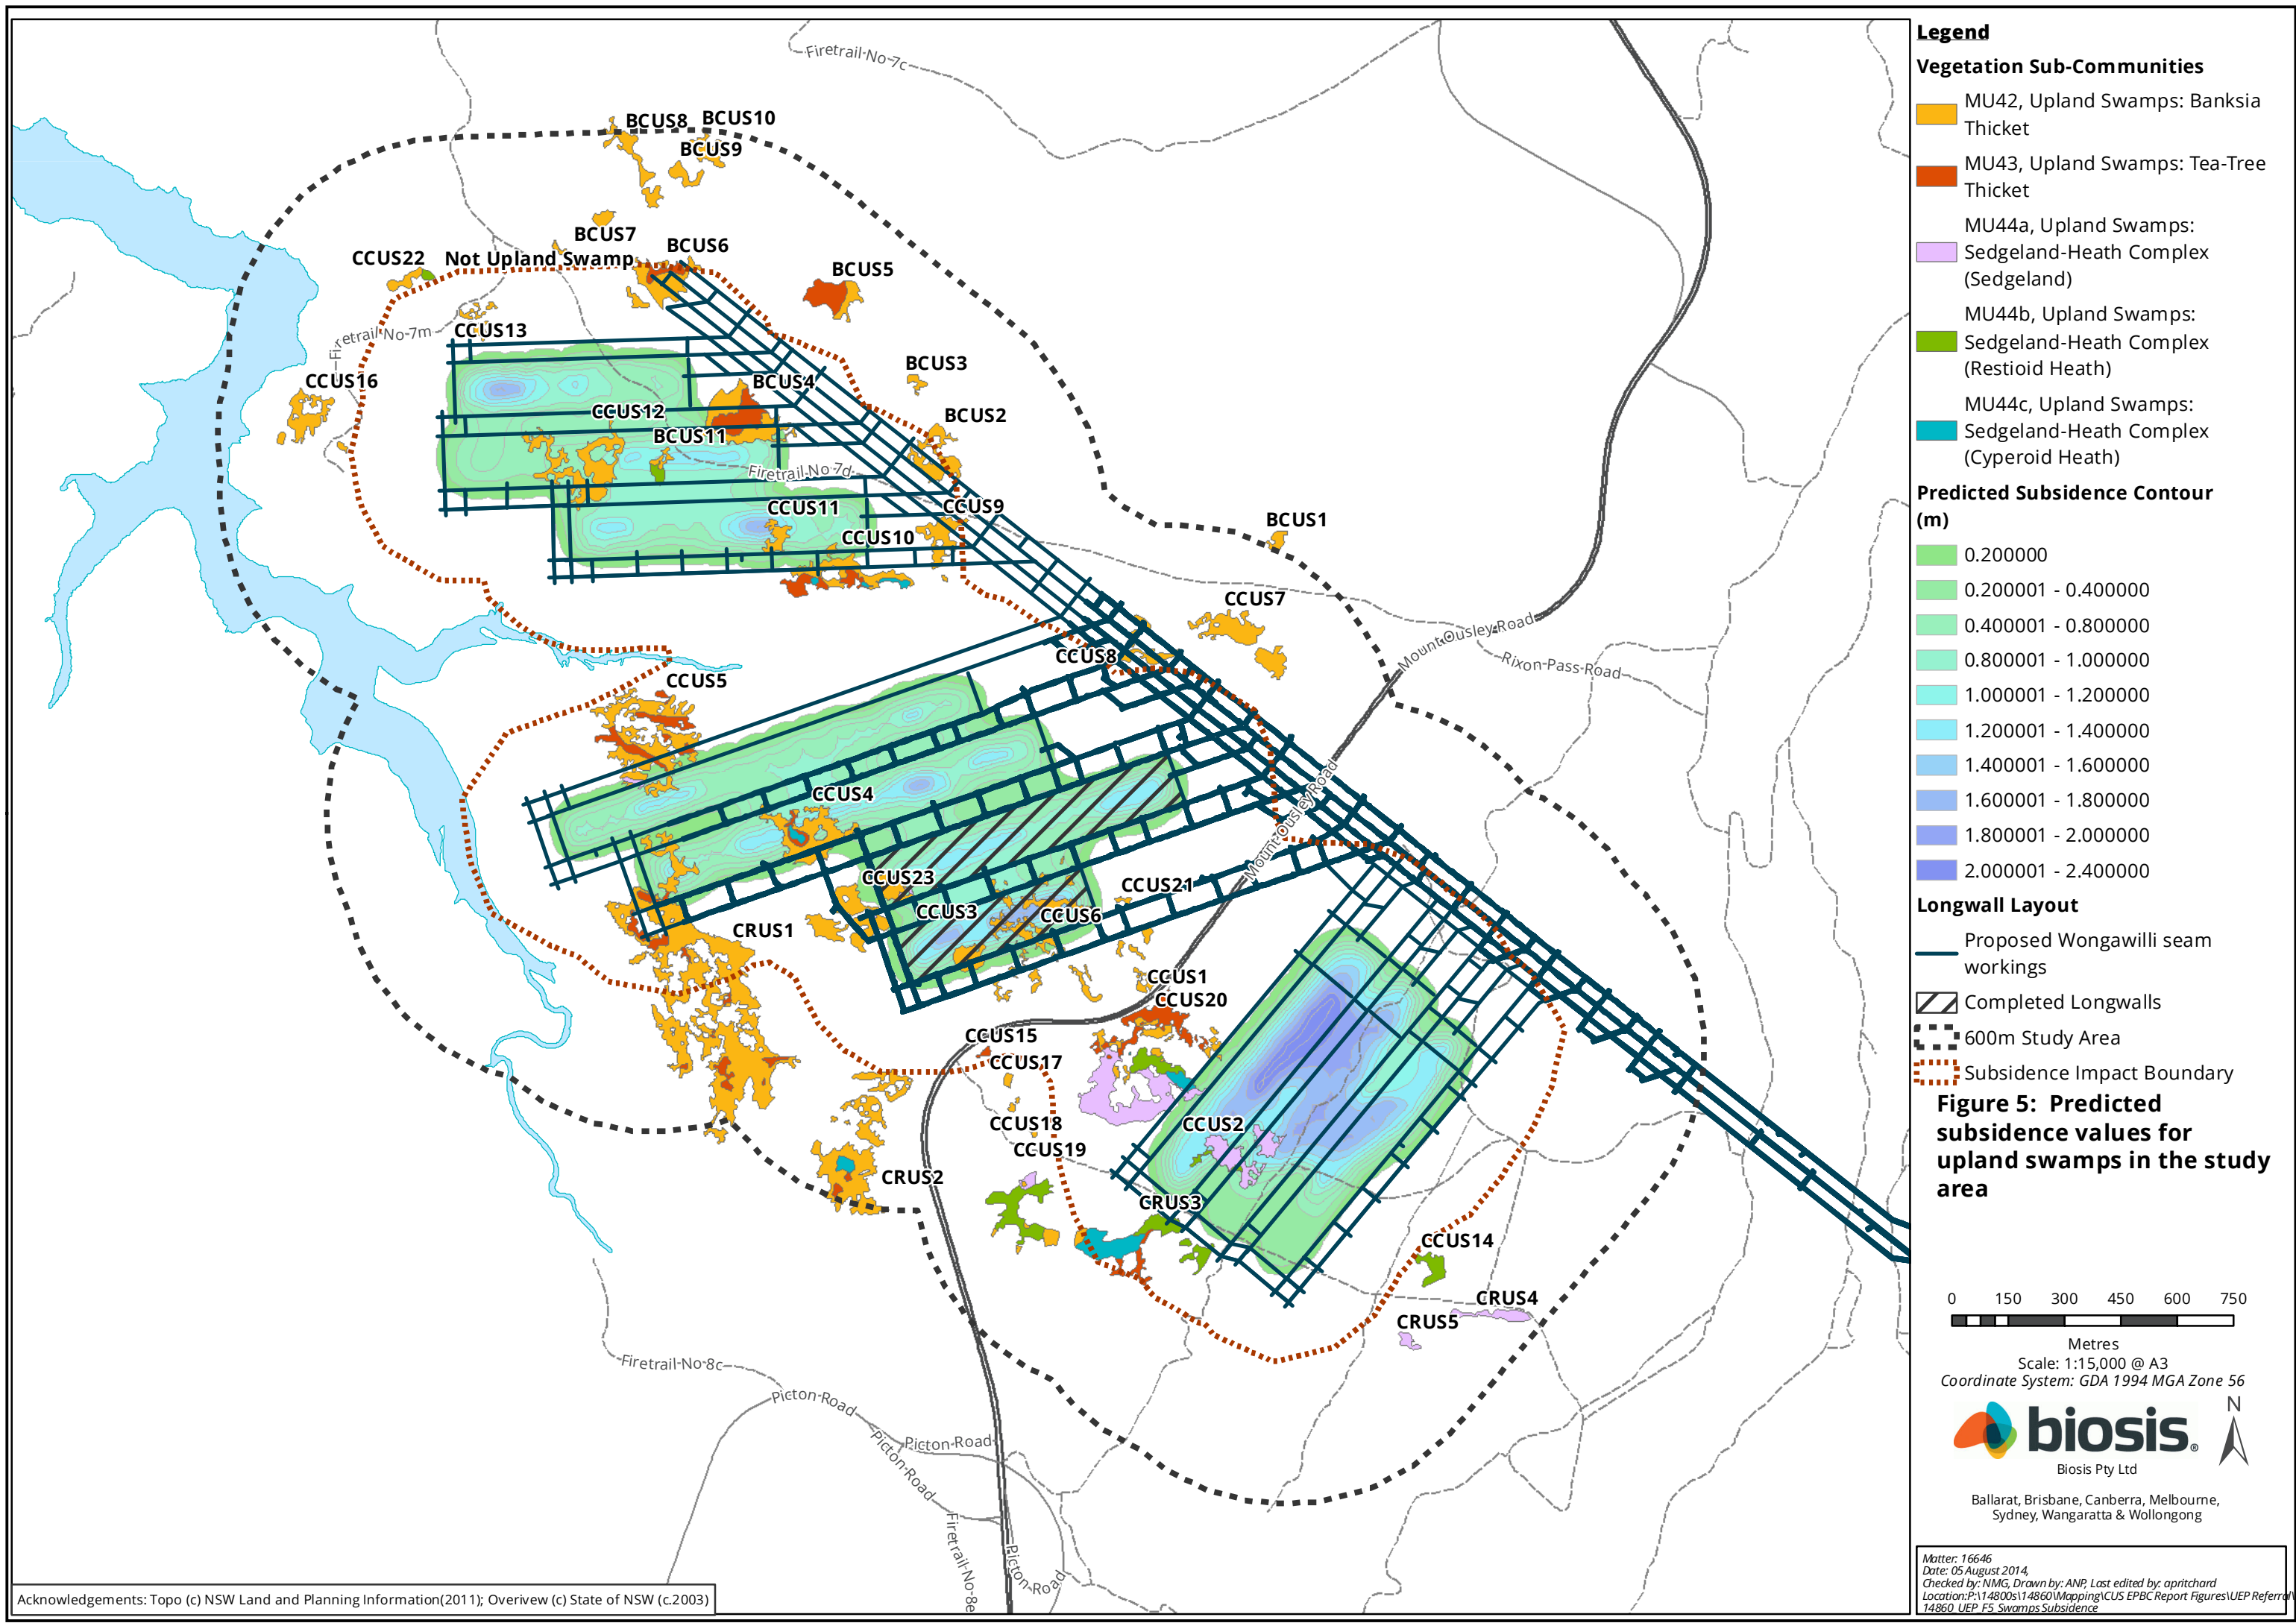 Firetrail No 7c
BCUS8
BCUS10
BCUS9
BCUS7
BCUS6
CCUS22
Not Upland Swamp
BCUS5
CCUS13
Firetrail No 7m
CCUS16
BCUS4
BCUS3
CCUS12
BCUS2
BCUS11
Firetrail No 7d
CCUS11
CCUS9
CCUS10
BCUS1
CCUS7
Mount Ousley Road
Rixon Pass Road
CCUS8
CCUS5
CCUS4
Mount Ousley Road
CCUS23
CCUS21
CCUS3
CCUS6
CRUS1
CCUS1
CCUS20
CCUS15
CCUS17
CCUS18
CCUS2
CCUS19
CRUS2
CRUS3
CCUS14
CRUS4
CRUS5
Firetrail No 8c
Picton Road
Picton Road
Picton Road
Firetrail No 8e
Picton Road
Acknowledgements: Topo (c) NSW Land and Planning Information(2011); Overivew (c) State of NSW (c.2003)
Legend
Vegetation Sub-Communities
MU42, Upland Swamps: Banksia
Thicket
MU43, Upland Swamps: Tea-Tree
Thicket
MU44a, Upland Swamps:
Sedgeland-Heath Complex
(Sedgeland)
MU44b, Upland Swamps:
Sedgeland-Heath Complex
(Restioid Heath)
MU44c, Upland Swamps:
Sedgeland-Heath Complex
(Cyperoid Heath)
Predicted Subsidence Contour
(m)
0.200000
0.200001 - 0.400000
0.400001 - 0.800000
0.800001 - 1.000000
1.000001 - 1.200000
1.200001 - 1.400000
1.400001 - 1.600000
1.600001 - 1.800000
1.800001 - 2.000000
2.000001 - 2.400000
Longwall Layout
Proposed Wongawilli seam
workings
Completed Longwalls
600m Study Area
Subsidence Impact Boundary
Figure 5: Predicted
subsidence values for
upland swamps in the study
area
0 150 300 450 600 750
Metres
Scale: 1:15,000 @ A3
Coordinate System: GDA 1994 MGA Zone 56
N
biosis®
Biosis Pty Ltd
Ballarat, Brisbane, Canberra, Melbourne,
Sydney, Wangaratta & Wollongong
Matter: 16646
Date: 05 August 2014,
Checked by: NMG, Drawn by: ANP, Last edited by: apritchard
Location:P:\14800s\14860\Mapping\CUS EPBC Report Figures\UEP Referral\
14860_UEP_F5_SwampsSubsidence